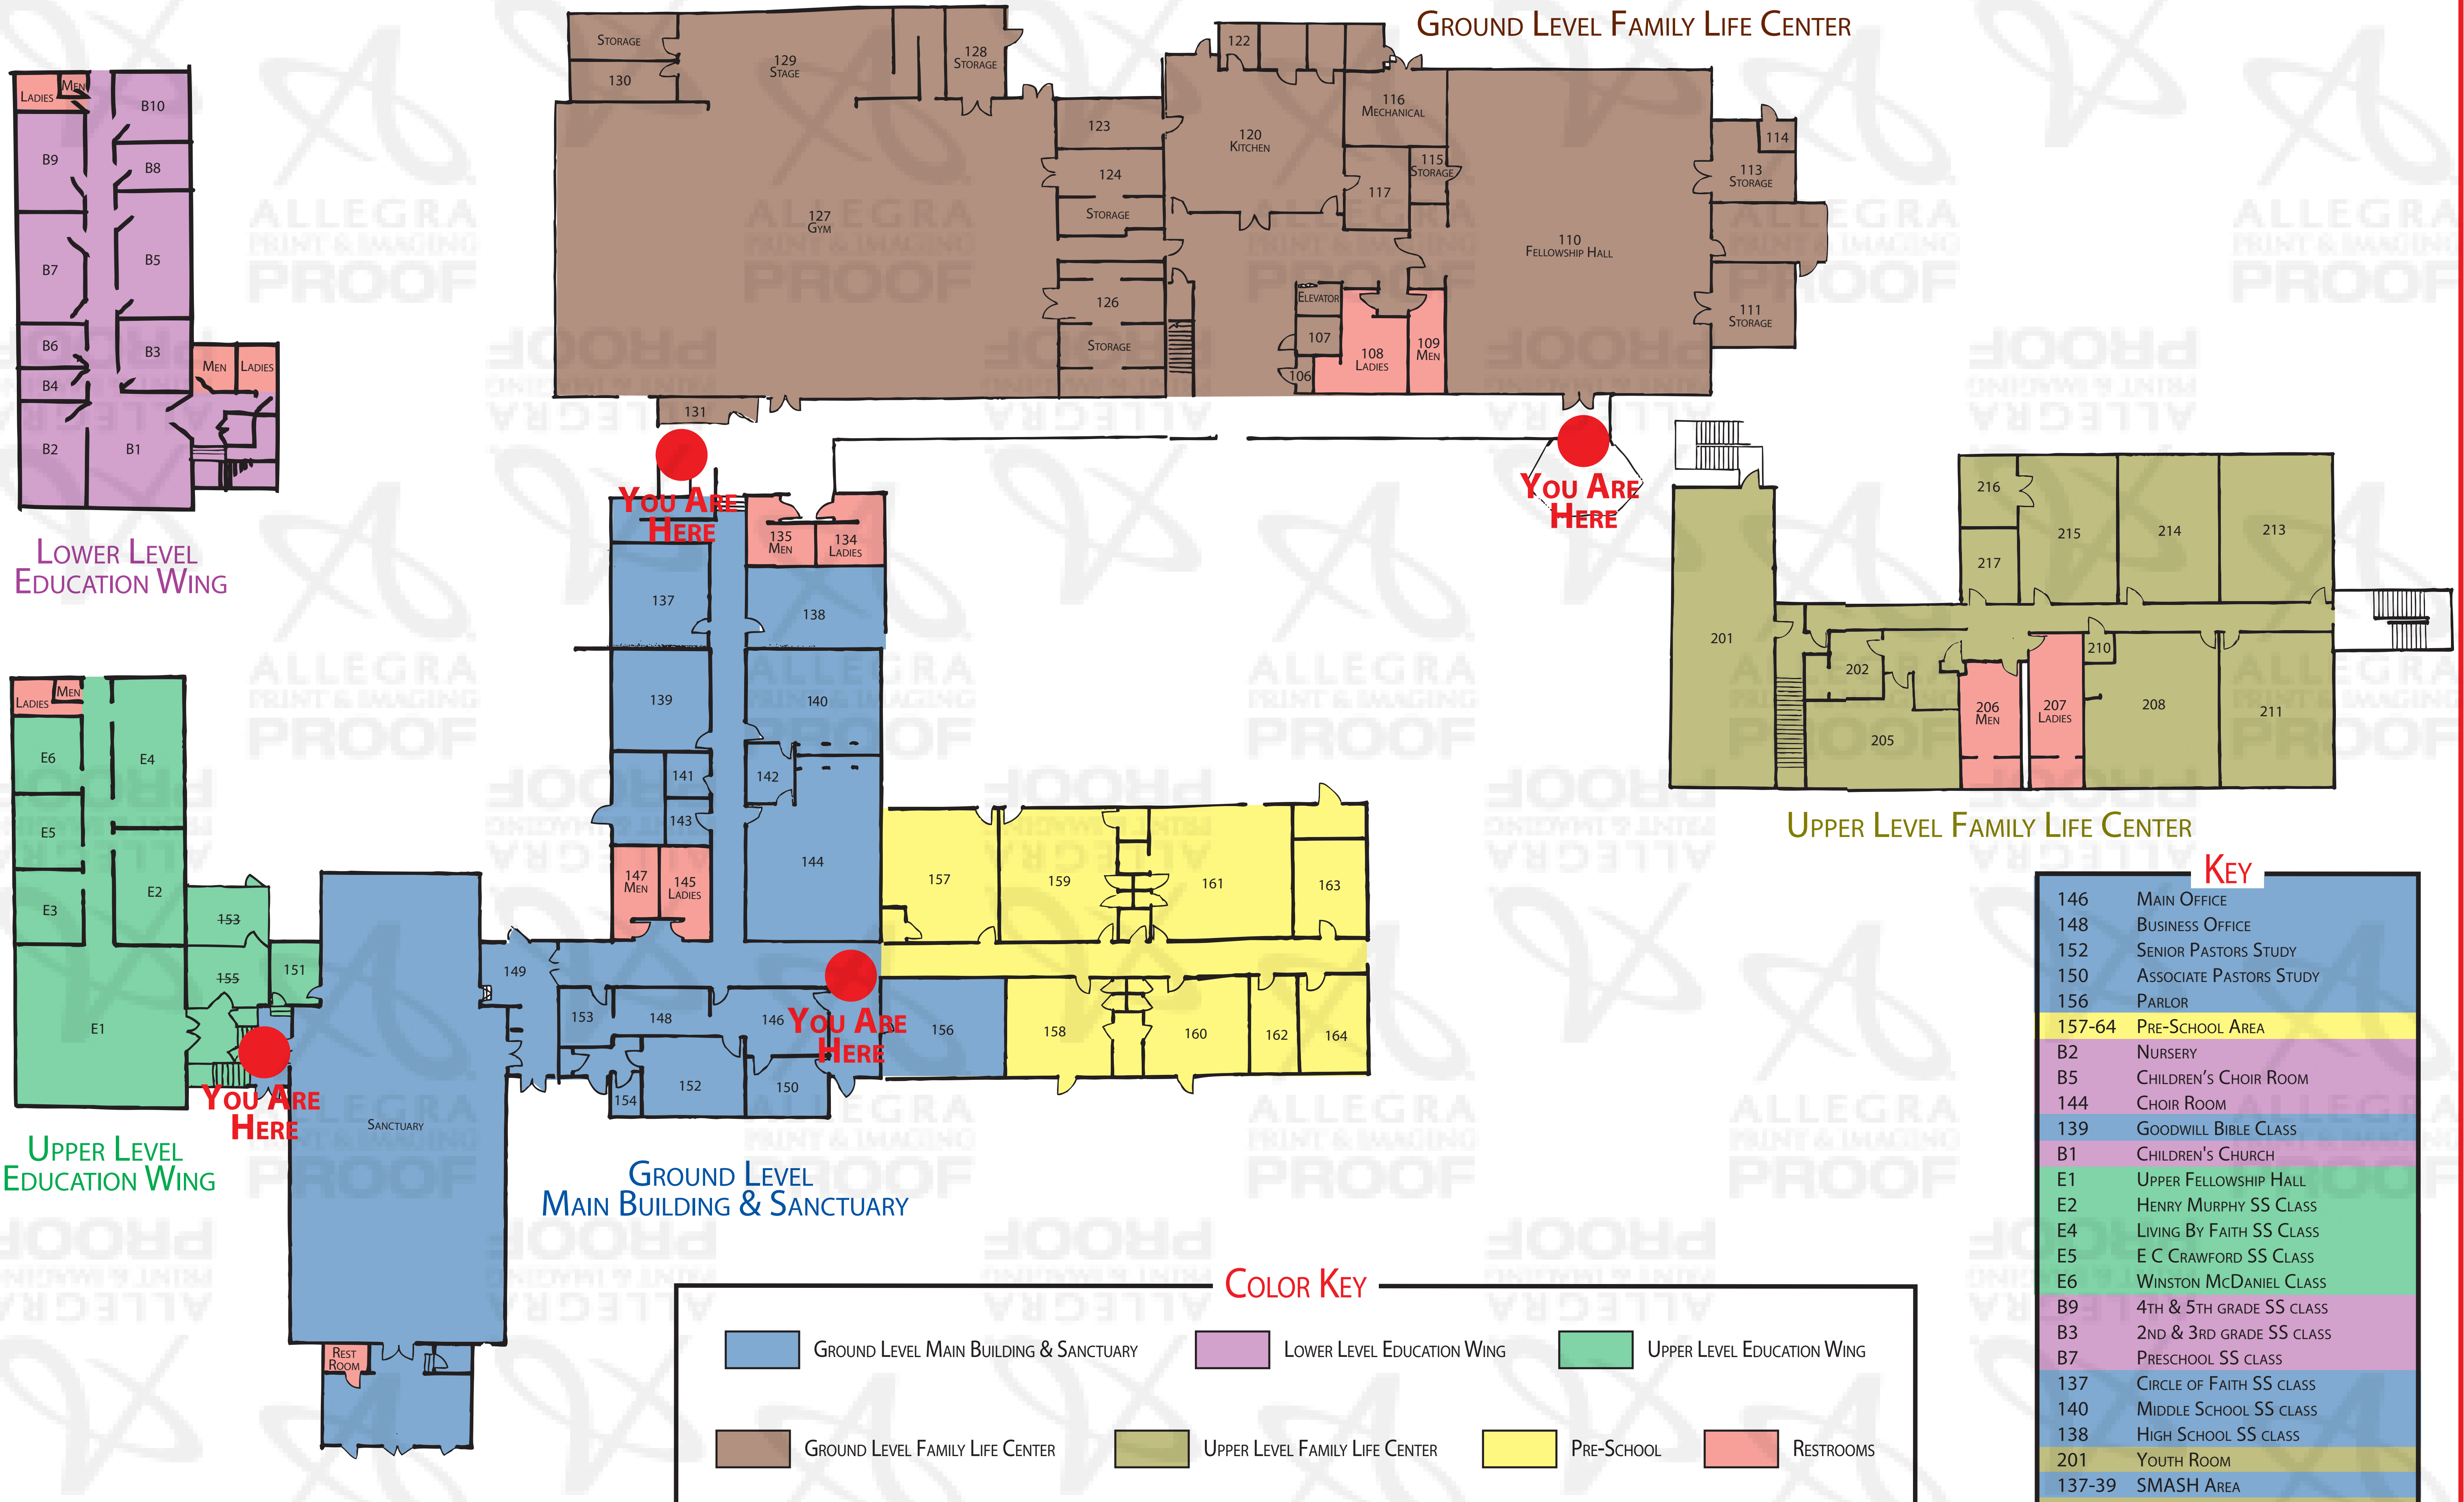 Ground Level Family Life Center
Storage
130
129
Stage
128
Storage
122
123
124
Storage
126
Storage
127
Gym
131
120
Kitchen
116
Mechanical
115
Storage
117
110
Fellowship Hall
114
113
Storage
111
Storage
Elevator
107
106
108
Ladies
109
Men
Ladies
Men
B10
B9
B8
B7
B5
B6
B3
B4
B2
B1
Men
Ladies
Lower Level
Education Wing
You Are
Here
You Are
Here
135
Men
134
Ladies
137
138
139
140
141
142
143
144
147
Men
145
Ladies
149
153
148
146
You Are
Here
152
150
154
156
157
159
161
163
158
160
162
164
216
217
215
214
213
201
202
205
206
Men
207
Ladies
210
208
211
Upper Level Family Life Center
Ladies
Men
E6
E4
E5
E3
E2
E1
153
155
151
You Are
Here
Upper Level
Education Wing
Sanctuary
Rest
Room
Ground Level
Main Building & Sanctuary
Color Key
Ground Level Main Building & Sanctuary
Lower Level Education Wing
Upper Level Education Wing
Ground Level Family Life Center
Upper Level Family Life Center
Pre-School
Restrooms
Key
146 Main Office
148 Business Office
152 Senior Pastors Study
150 Associate Pastors Study
156 Parlor
157-64 Pre-School Area
B2 Nursery
B5 Children's Choir Room
144 Choir Room
139 Goodwill Bible Class
B1 Children's Church
E1 Upper Fellowship Hall
E2 Henry Murphy SS Class
E4 Living By Faith SS Class
E5 E C Crawford SS Class
E6 Winston McDaniel Class
B9 4th & 5th grade SS class
B3 2nd & 3rd grade SS class
B7 Preschool SS class
137 Circle of Faith SS class
140 Middle School SS class
138 High School SS class
201 Youth Room
137-39 SMASH Area
ALLEGRA
PRINT & IMAGING
PROOF